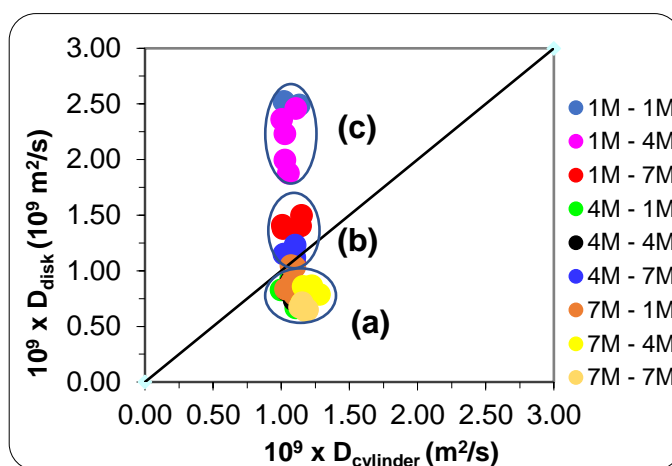 3.00
2.50
2.00
1.50
1.00
0.50
0.00
10⁹ x D_disk (10⁹ m²/s)
(c)
(b)
(a)
0.00 0.50 1.00 1.50 2.00 2.50 3.00
10⁹ x D_cylinder (m²/s)
1M - 1M
1M - 4M
1M - 7M
4M - 1M
4M - 4M
4M - 7M
7M - 1M
7M - 4M
7M - 7M